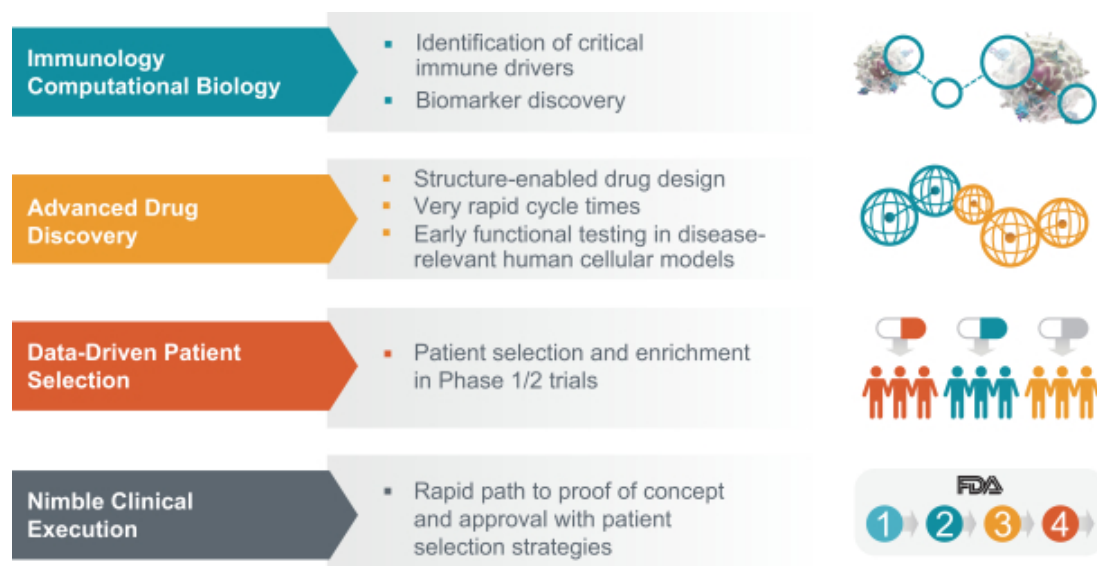 Immunology
Computational Biology
Identification of critical
immune drivers
Biomarker discovery
Advanced Drug
Discovery
Structure-enabled drug design
Very rapid cycle times
Early functional testing in disease-
relevant human cellular models
Data-Driven Patient
Selection
Patient selection and enrichment
in Phase 1/2 trials
Nimble Clinical
Execution
Rapid path to proof of concept
and approval with patient
selection strategies
FDA
1 2 3 4